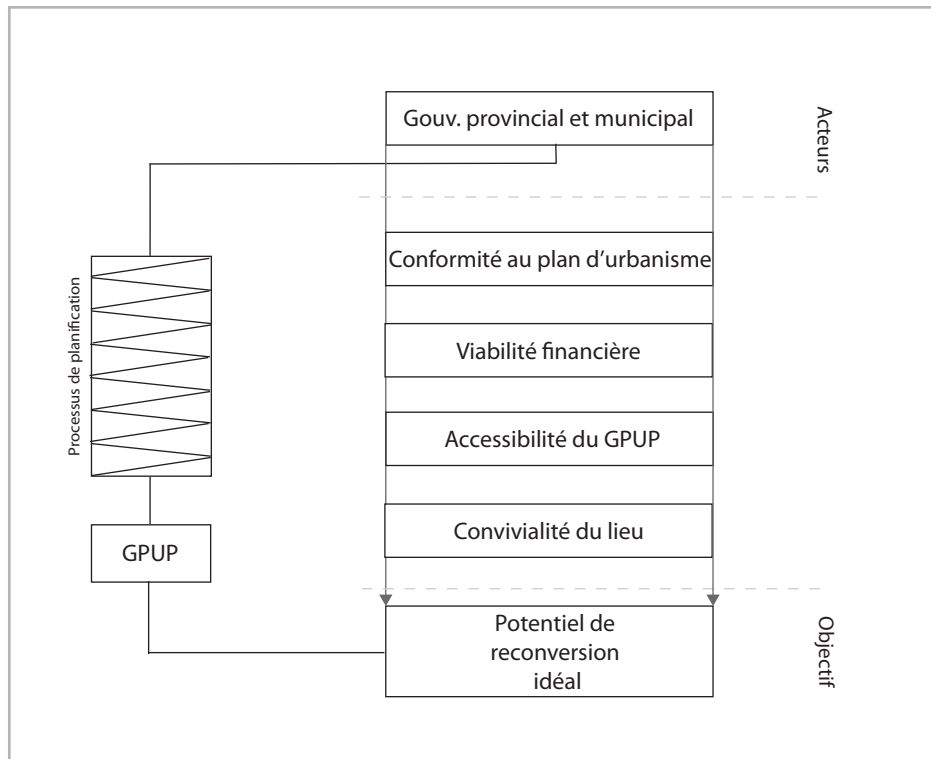 Gouv. provincial et municipal
Acteurs
Conformité au plan d’urbanisme
Processus de planification
Viabilité financière
Accessibilité du GPUP
Convivialité du lieu
GPUP
Potentiel de
reconversion
idéal
Objectif